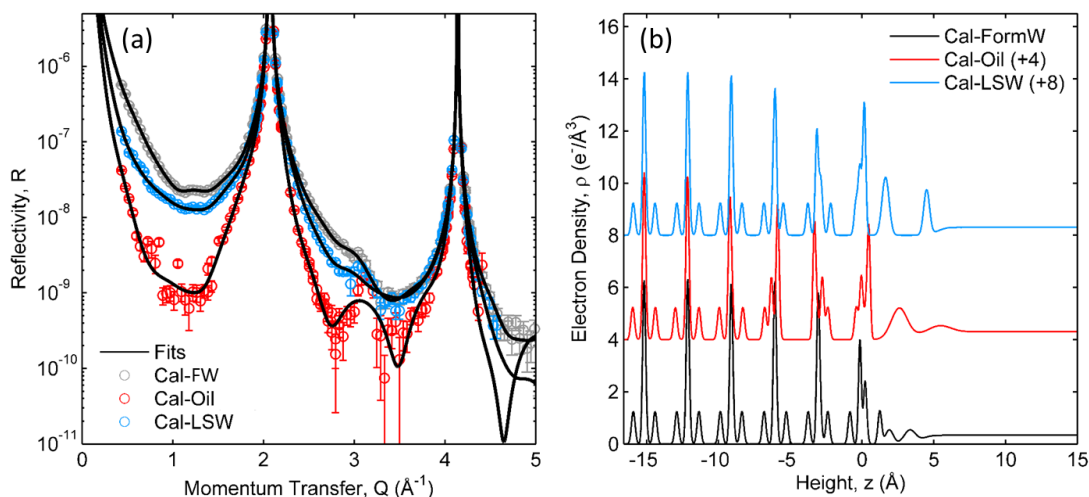 (a)
Reflectivity, R
10⁻⁶
10⁻⁷
10⁻⁸
10⁻⁹
10⁻¹⁰
10⁻¹¹
Fits
Cal-FW
Cal-Oil
Cal-LSW
0 1 2 3 4 5
Momentum Transfer, Q (Å⁻¹)
(b)
Cal-FormW
Cal-Oil (+4)
Cal-LSW (+8)
Electron Density, ρ (e⁻/Å³)
16
14
12
10
8
6
4
2
0
-15 -10 -5 0 5 10 15
Height, z (Å)